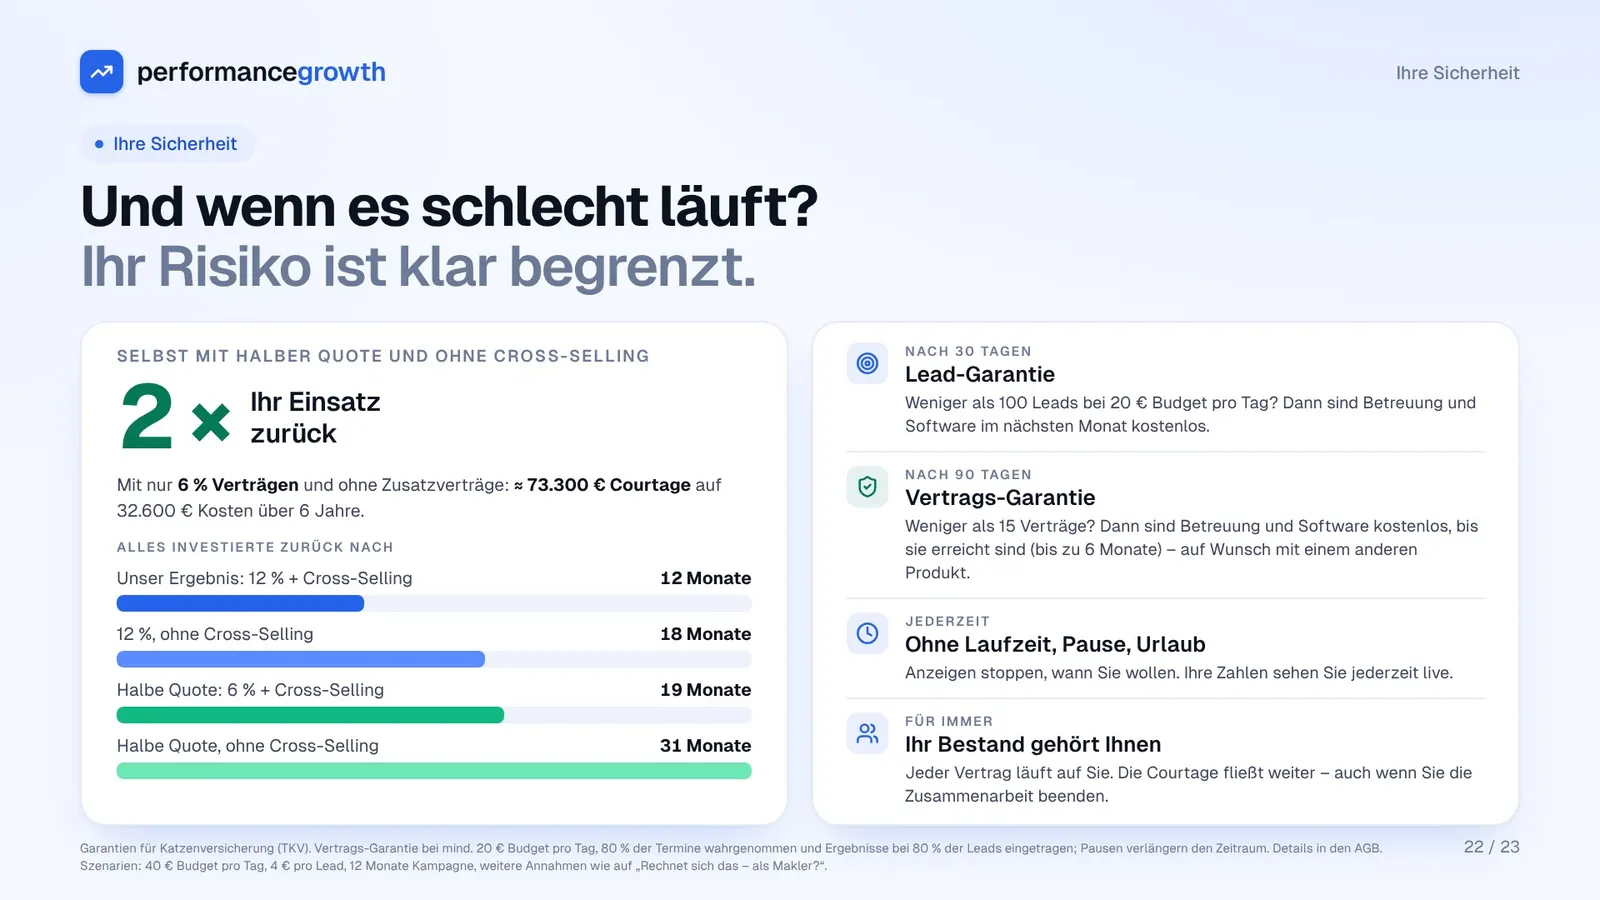 performancegrowth
Ihre Sicherheit
Ihre Sicherheit
Und wenn es schlecht läuft?
Ihr Risiko ist klar begrenzt.
SELBST MIT HALBER QUOTE UND OHNE CROSS-SELLING
2 × Ihr Einsatz
zurück
Mit nur 6 % Verträgen und ohne Zusatzverträge: ≈ 73.300 € Courtage auf
32.600 € Kosten über 6 Jahre.
ALLES INVESTIERTE ZURÜCK NACH
Unser Ergebnis: 12 % + Cross-Selling 12 Monate
12 %, ohne Cross-Selling 18 Monate
Halbe Quote: 6 % + Cross-Selling 19 Monate
Halbe Quote, ohne Cross-Selling 31 Monate
NACH 30 TAGEN
Lead-Garantie
Weniger als 100 Leads bei 20 € Budget pro Tag? Dann sind Betreuung und
Software im nächsten Monat kostenlos.
NACH 90 TAGEN
Vertrags-Garantie
Weniger als 15 Verträge? Dann sind Betreuung und Software kostenlos, bis
sie erreicht sind (bis zu 6 Monate) – auf Wunsch mit einem anderen
Produkt.
JEDERZEIT
Ohne Laufzeit, Pause, Urlaub
Anzeigen stoppen, wann Sie wollen. Ihre Zahlen sehen Sie jederzeit live.
FÜR IMMER
Ihr Bestand gehört Ihnen
Jeder Vertrag läuft auf Sie. Die Courtage fließt weiter – auch wenn Sie die
Zusammenarbeit beenden.
Garantien für Katzenversicherung (TKV). Vertrags-Garantie bei mind. 20 € Budget pro Tag, 80 % der Termine wahrgenommen und Ergebnisse bei 80 % der Leads eingetragen; Pausen verlängern den Zeitraum. Details in den AGB.
Szenarien: 40 € Budget pro Tag, 4 € pro Lead, 12 Monate Kampagne, weitere Annahmen wie auf „Rechnet sich das – als Makler?“.
22 / 23